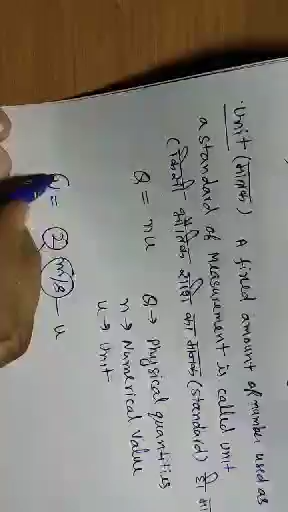 Unit (मात्रक) A fixed amount of number used as
a standard of Measurement is called unit
का मानक (standard)
Q = nu
Q → Physical quantities
n → Numerical Value
u → Unit
= 2 m/s - u